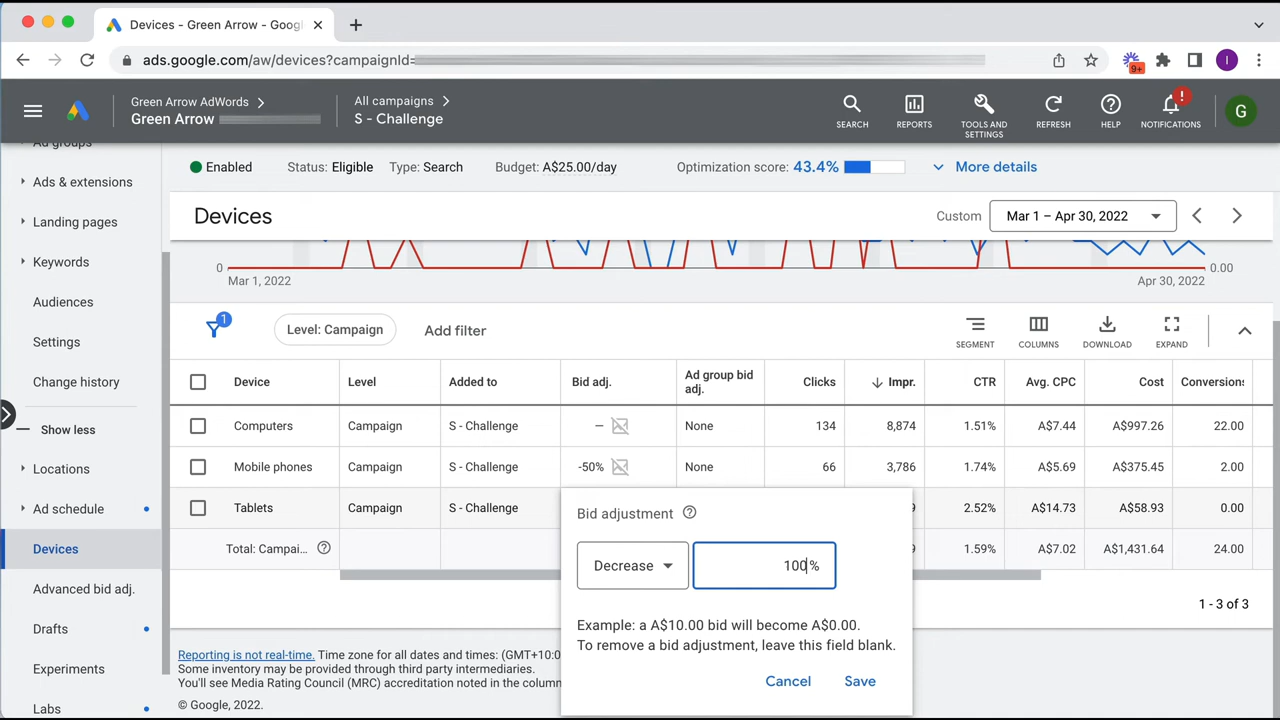 Devices - Green Arrow - Googl
ads.google.com/aw/devices?campaignId=
9+
I
Green Arrow AdWords
Green Arrow
All campaigns
S - Challenge
SEARCH
REPORTS
TOOLS AND
SETTINGS
REFRESH
HELP
!
NOTIFICATIONS
G
Ad groups
Ads & extensions
Landing pages
Keywords
Audiences
Settings
Change history
Show less
Locations
Ad schedule
Devices
Advanced bid adj.
Drafts
Experiments
Labs
Enabled Status: Eligible Type: Search Budget: A$25.00/day Optimization score: 43.4% More details
Devices
Custom Mar 1 – Apr 30, 2022
0
0.00
Mar 1, 2022
Apr 30, 2022
1
Level: Campaign
Add filter
SEGMENT
COLUMNS
DOWNLOAD
EXPAND
Device Level Added to Bid adj. Ad group bid adj. Clicks Impr. CTR Avg. CPC Cost Conversions
Computers Campaign S - Challenge – None 134 8,874 1.51% A$7.44 A$997.26 22.00
Mobile phones Campaign S - Challenge -50% None 66 3,786 1.74% A$5.69 A$375.45 2.00
Tablets Campaign S - Challenge 9 2.52% A$14.73 A$58.93 0.00
Total: Campai... ? 9 1.59% A$7.02 A$1,431.64 24.00
Bid adjustment ?
Decrease
100%
Example: a A$10.00 bid will become A$0.00.
To remove a bid adjustment, leave this field blank.
Cancel
Save
1 - 3 of 3
Reporting is not real-time. Time zone for all dates and times: (GMT+10:0
Some inventory may be provided through third party intermediaries.
You'll see Media Rating Council (MRC) accreditation noted in the column
© Google, 2022.